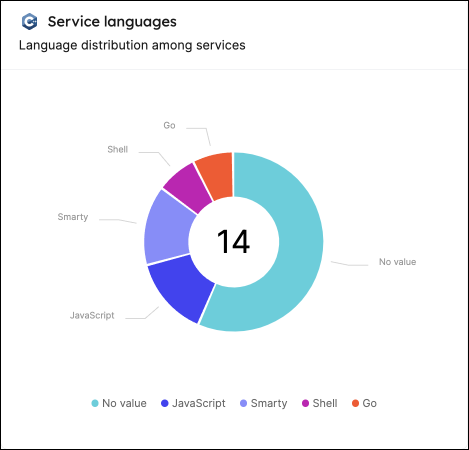 Service languages
Language distribution among services
Go
Shell
Smarty
14
No value
JavaScript
No value JavaScript Smarty Shell Go